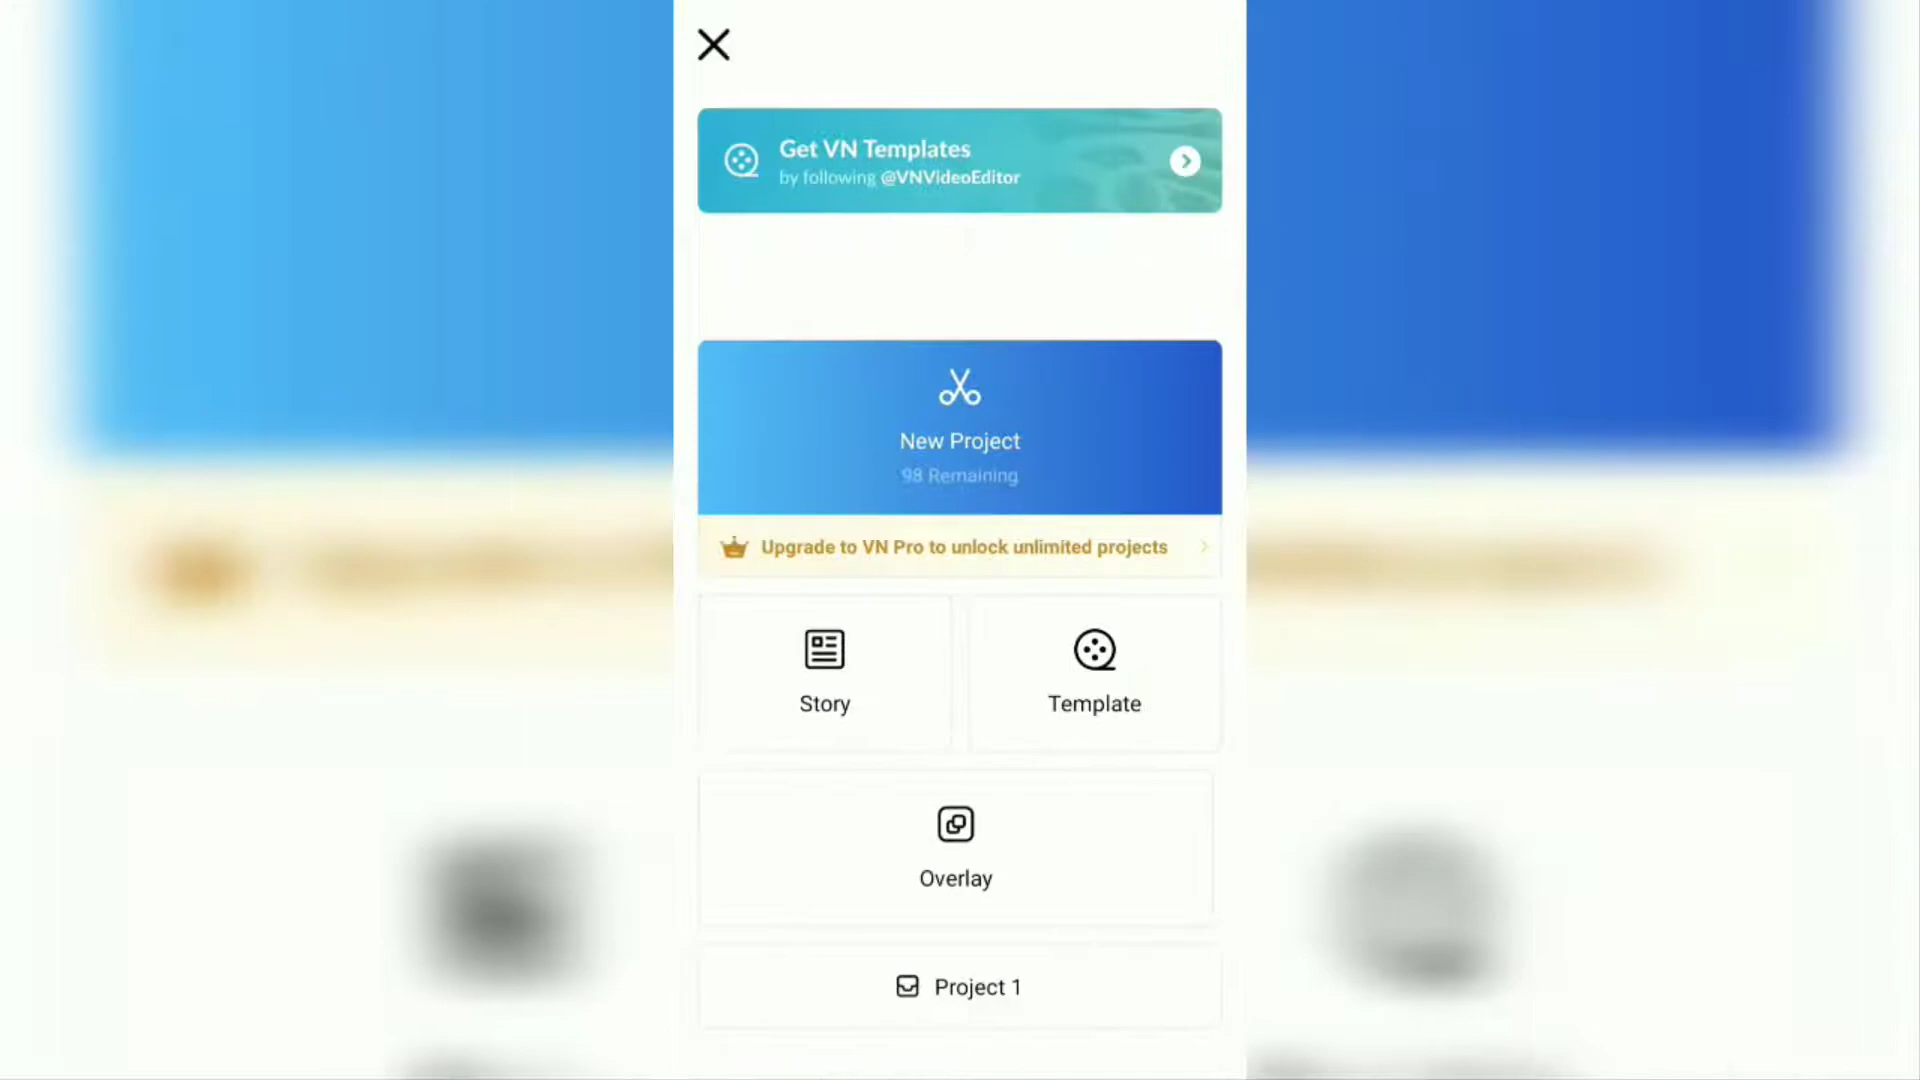 Get VN Templates
by following @VNVideoEditor
New Project
98 Remaining
Upgrade to VN Pro to unlock unlimited projects
Story
Template
Overlay
Project 1